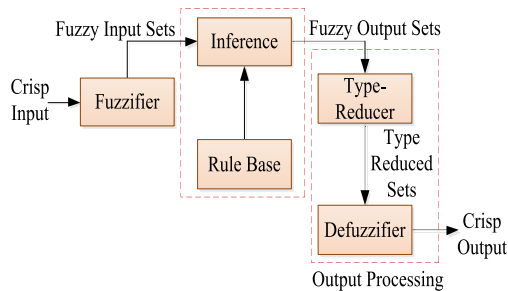 Fuzzy Input Sets
Inference
Fuzzy Output Sets
Crisp
Input
Fuzzifier
Type-
Reducer
Rule Base
Type
Reduced
Sets
Defuzzifier
Crisp
Output
Output Processing